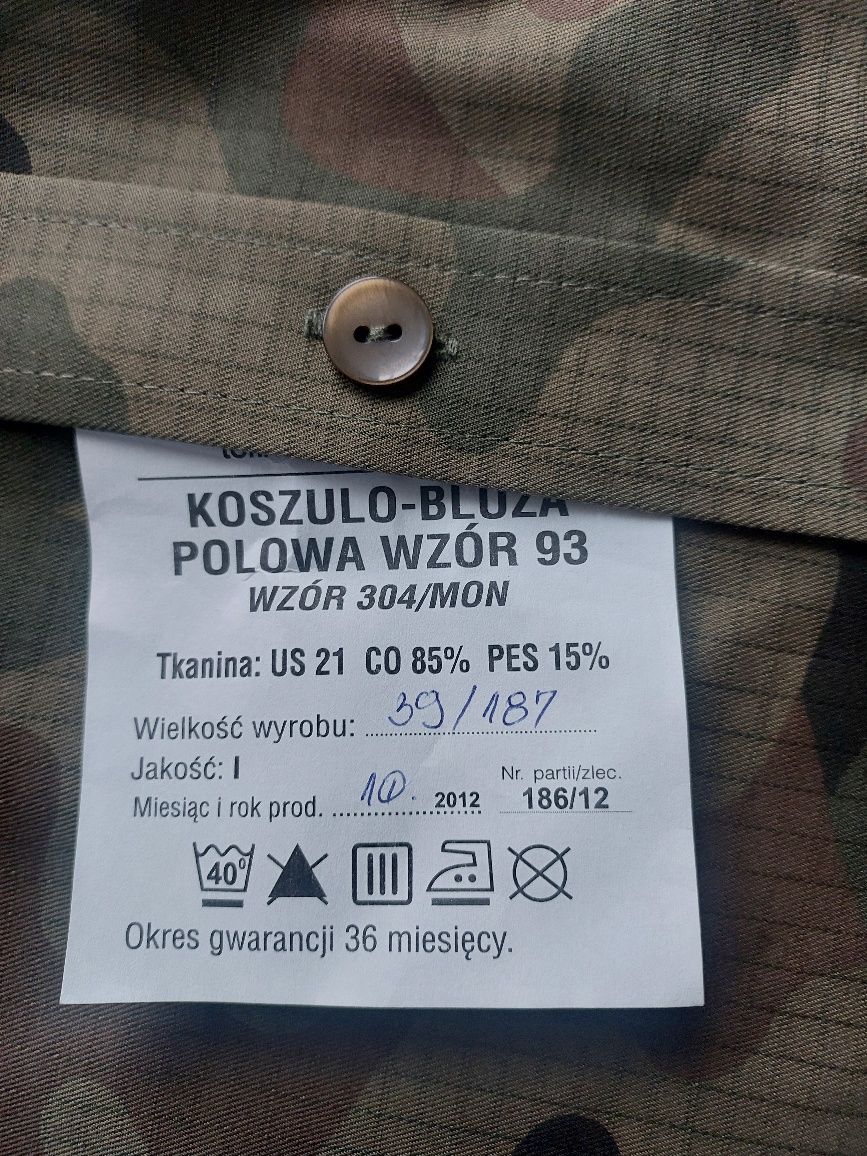 KOSZULO-BLUZA
POLOWA WZÓR 93
WZÓR 304/MON
Tkanina: US 21 CO 85% PES 15%
Wielkość wyrobu: 39/187
Jakość: I
Miesiąc i rok prod. 10. 2012
Nr. partii/zlec.
186/12
40°
Okres gwarancji 36 miesięcy.